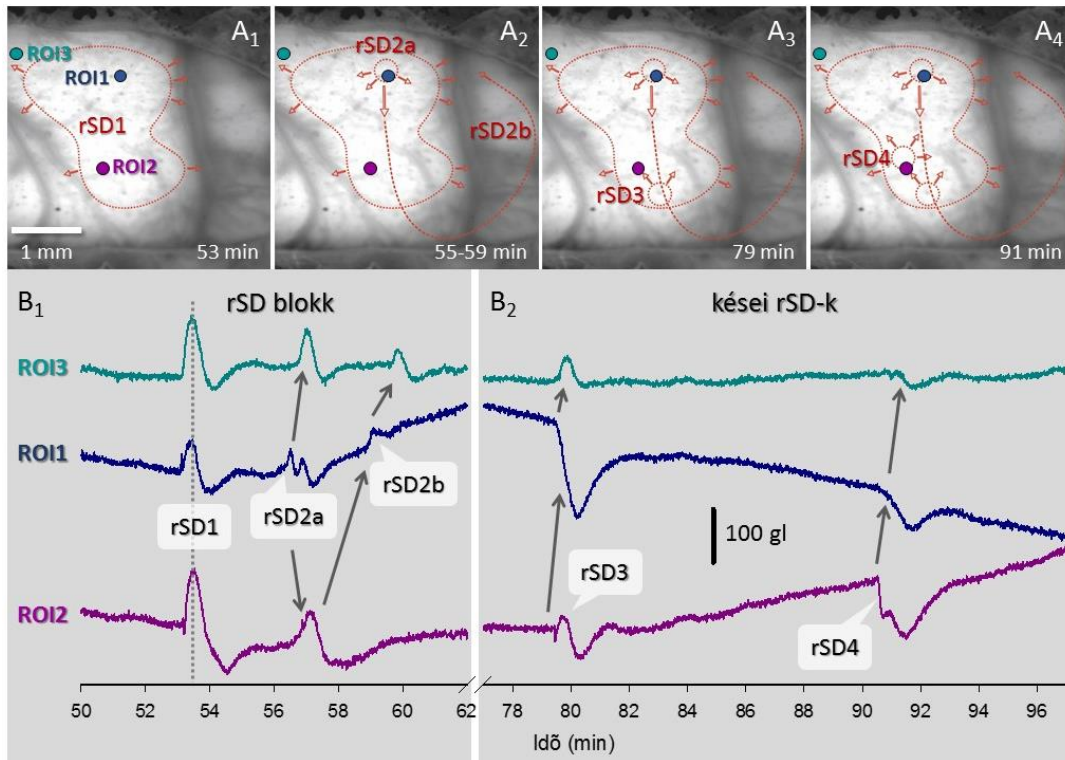 A1
ROI3
ROI1
rSD1
ROI2
1 mm
53 min
A2
rSD2a
rSD2b
55-59 min
A3
rSD3
79 min
A4
rSD4
91 min
B1
rSD blokk
B2
kései rSD-k
ROI3
ROI1
ROI2
rSD1
rSD2a
rSD2b
rSD3
rSD4
100 gl
50 52 54 56 58 60 62 78 80 82 84 86 88 90 92 94 96
Idõ (min)